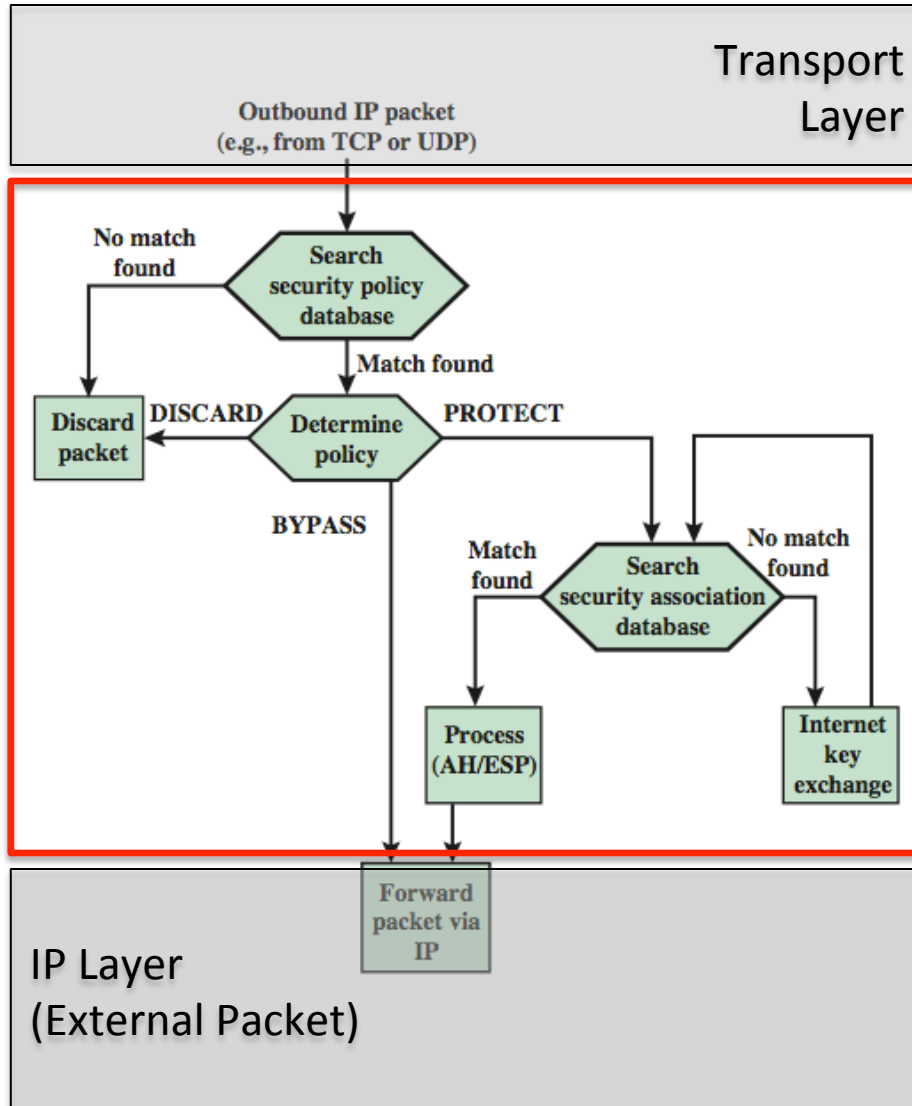 Transport
Layer
Outbound IP packet
(e.g., from TCP or UDP)
No match
found
Search
security policy
database
Match found
Discard
packet
DISCARD
Determine
policy
PROTECT
BYPASS
Match
found
No match
found
Search
security association
database
Process
(AH/ESP)
Internet
key
exchange
Forward
packet via
IP
IP Layer
(External Packet)